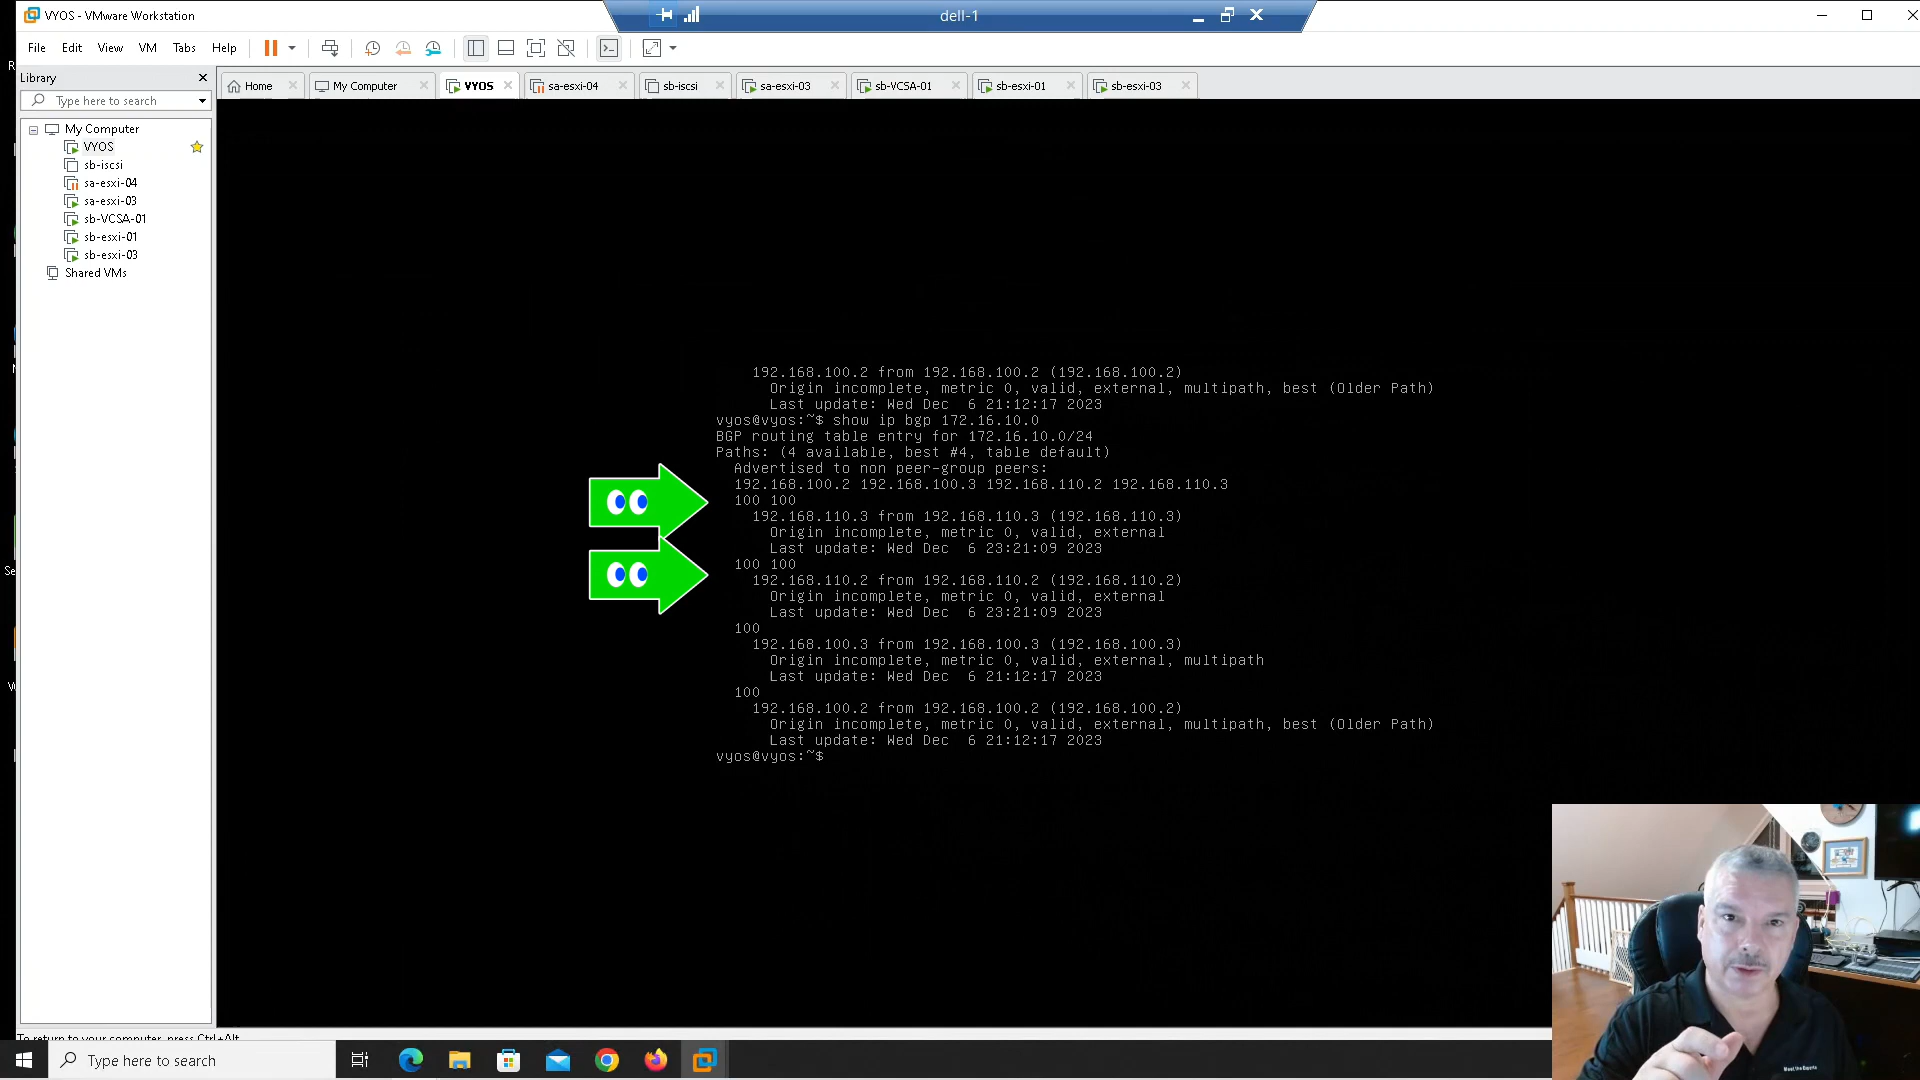 VYOS - VMware Workstation
dell-1
File Edit View VM Tabs Help
Library
Type here to search
Home
My Computer
VYOS
sa-esxi-04
sb-iscsi
sa-esxi-03
sb-VCSA-01
sb-esxi-01
sb-esxi-03
My Computer
VYOS
sb-iscsi
sa-esxi-04
sa-esxi-03
sb-VCSA-01
sb-esxi-01
sb-esxi-03
Shared VMs
192.168.100.2 from 192.168.100.2 (192.168.100.2)
Origin incomplete, metric 0, valid, external, multipath, best (Older Path)
Last update: Wed Dec 6 21:12:17 2023
vyos@vyos:~$ show ip bgp 172.16.10.0
BGP routing table entry for 172.16.10.0/24
Paths: (4 available, best #4, table default)
Advertised to non peer-group peers:
192.168.100.2 192.168.100.3 192.168.110.2 192.168.110.3
100 100
192.168.110.3 from 192.168.110.3 (192.168.110.3)
Origin incomplete, metric 0, valid, external
Last update: Wed Dec 6 23:21:09 2023
100 100
192.168.110.2 from 192.168.110.2 (192.168.110.2)
Origin incomplete, metric 0, valid, external
Last update: Wed Dec 6 23:21:09 2023
100
192.168.100.3 from 192.168.100.3 (192.168.100.3)
Origin incomplete, metric 0, valid, external, multipath
Last update: Wed Dec 6 21:12:17 2023
100
192.168.100.2 from 192.168.100.2 (192.168.100.2)
Origin incomplete, metric 0, valid, external, multipath, best (Older Path)
Last update: Wed Dec 6 21:12:17 2023
vyos@vyos:~$
To return to your computer, press Ctrl+Alt.
Type here to search